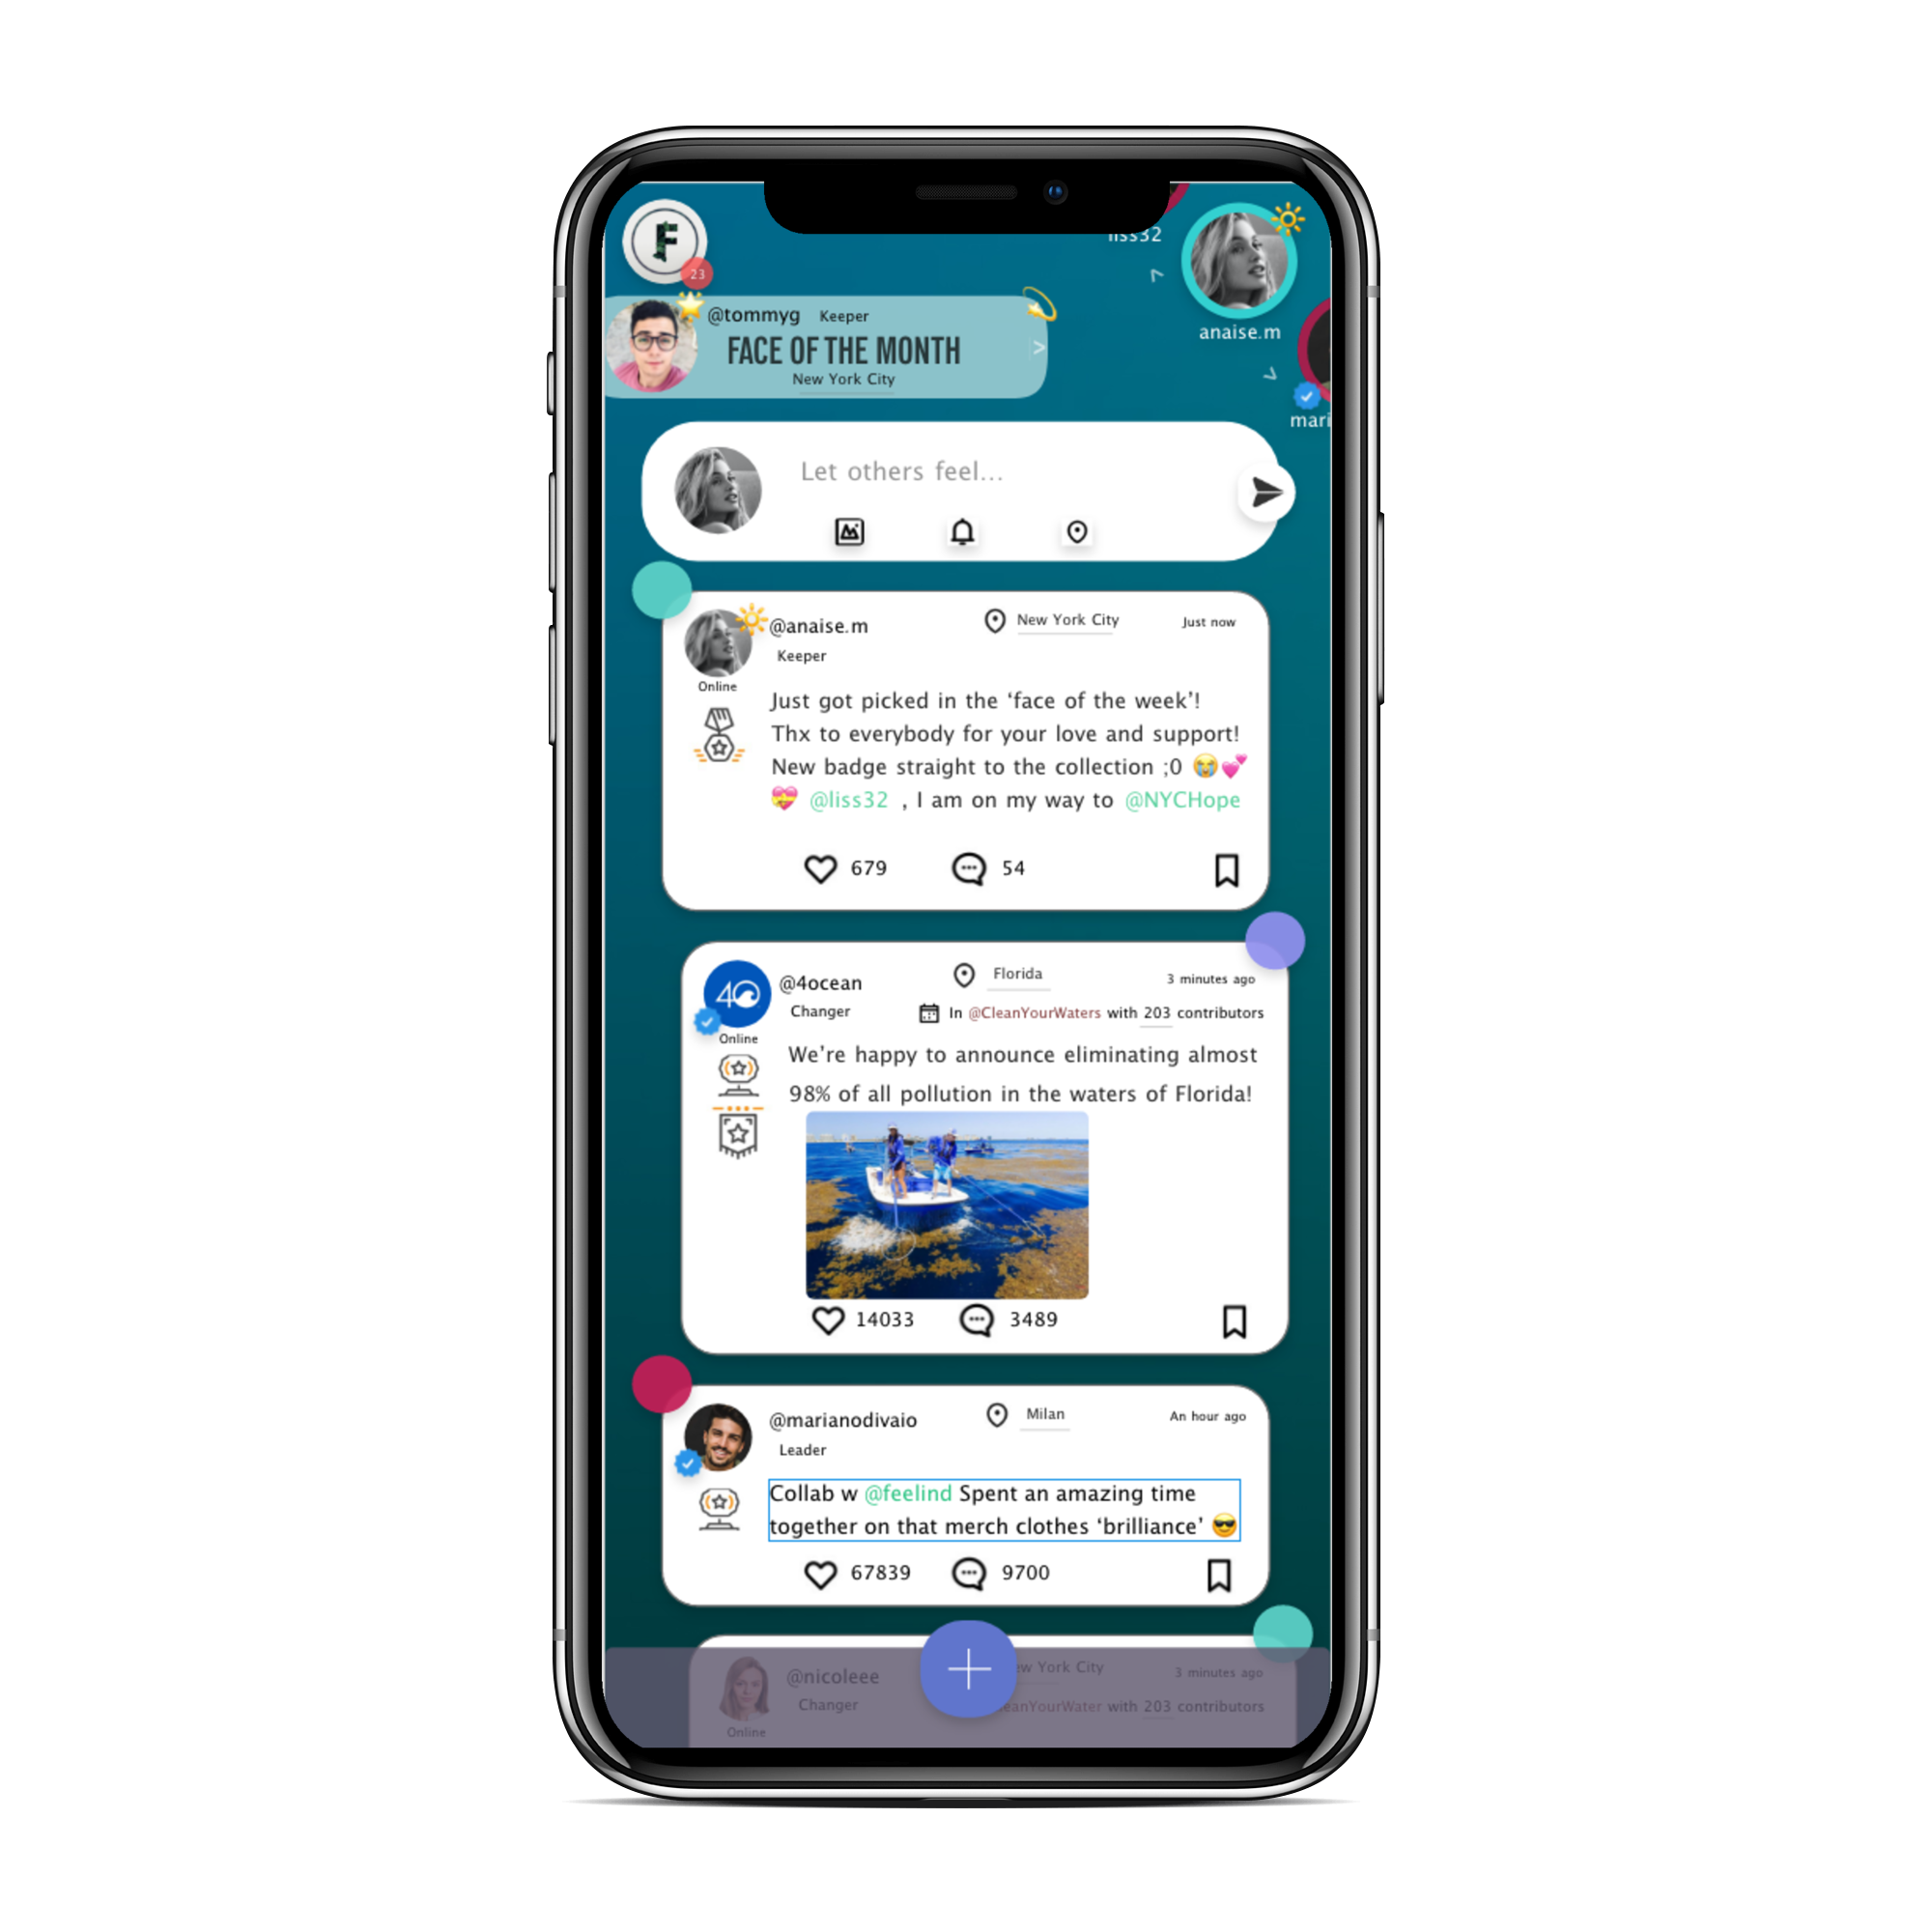 F
23
liss32
anaise.m
@tommyg Keeper
FACE OF THE MONTH
New York City
mari
Let others feel...
@anaise.m New York City Just now
Keeper
Online
Just got picked in the ‘face of the week’!
Thx to everybody for your love and support!
New badge straight to the collection ;0 😭💕
💝 @liss32 , I am on my way to @NYCHope
679 54
4O
@4ocean Florida 3 minutes ago
Changer In @CleanYourWaters with 203 contributors
Online
We’re happy to announce eliminating almost
98% of all pollution in the waters of Florida!
14033 3489
@marianodivaio Milan An hour ago
Leader
Collab w @feelind Spent an amazing time
together on that merch clothes ‘brilliance’ 😎
67839 9700
@nicoleee ew York City 3 minutes ago
Changer eanYourWater with 203 contributors
Online